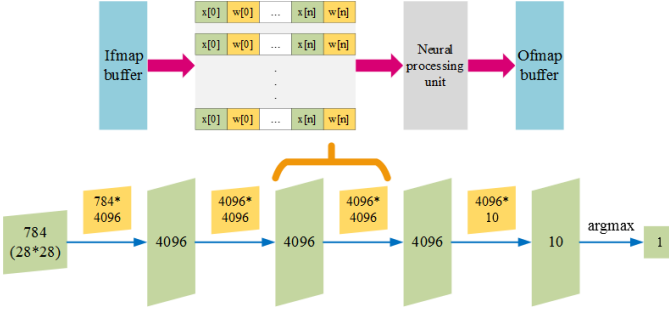 Ifmap
buffer
x[0] w[0] ... x[n] w[n]
x[0] w[0] ... x[n] w[n]
.
.
.
x[0] w[0] ... x[n] w[n]
Neural
processing
unit
Ofmap
buffer
784
(28*28)
784*
4096
4096
4096*
4096
4096
4096*
4096
4096
4096*
10
10
argmax
1